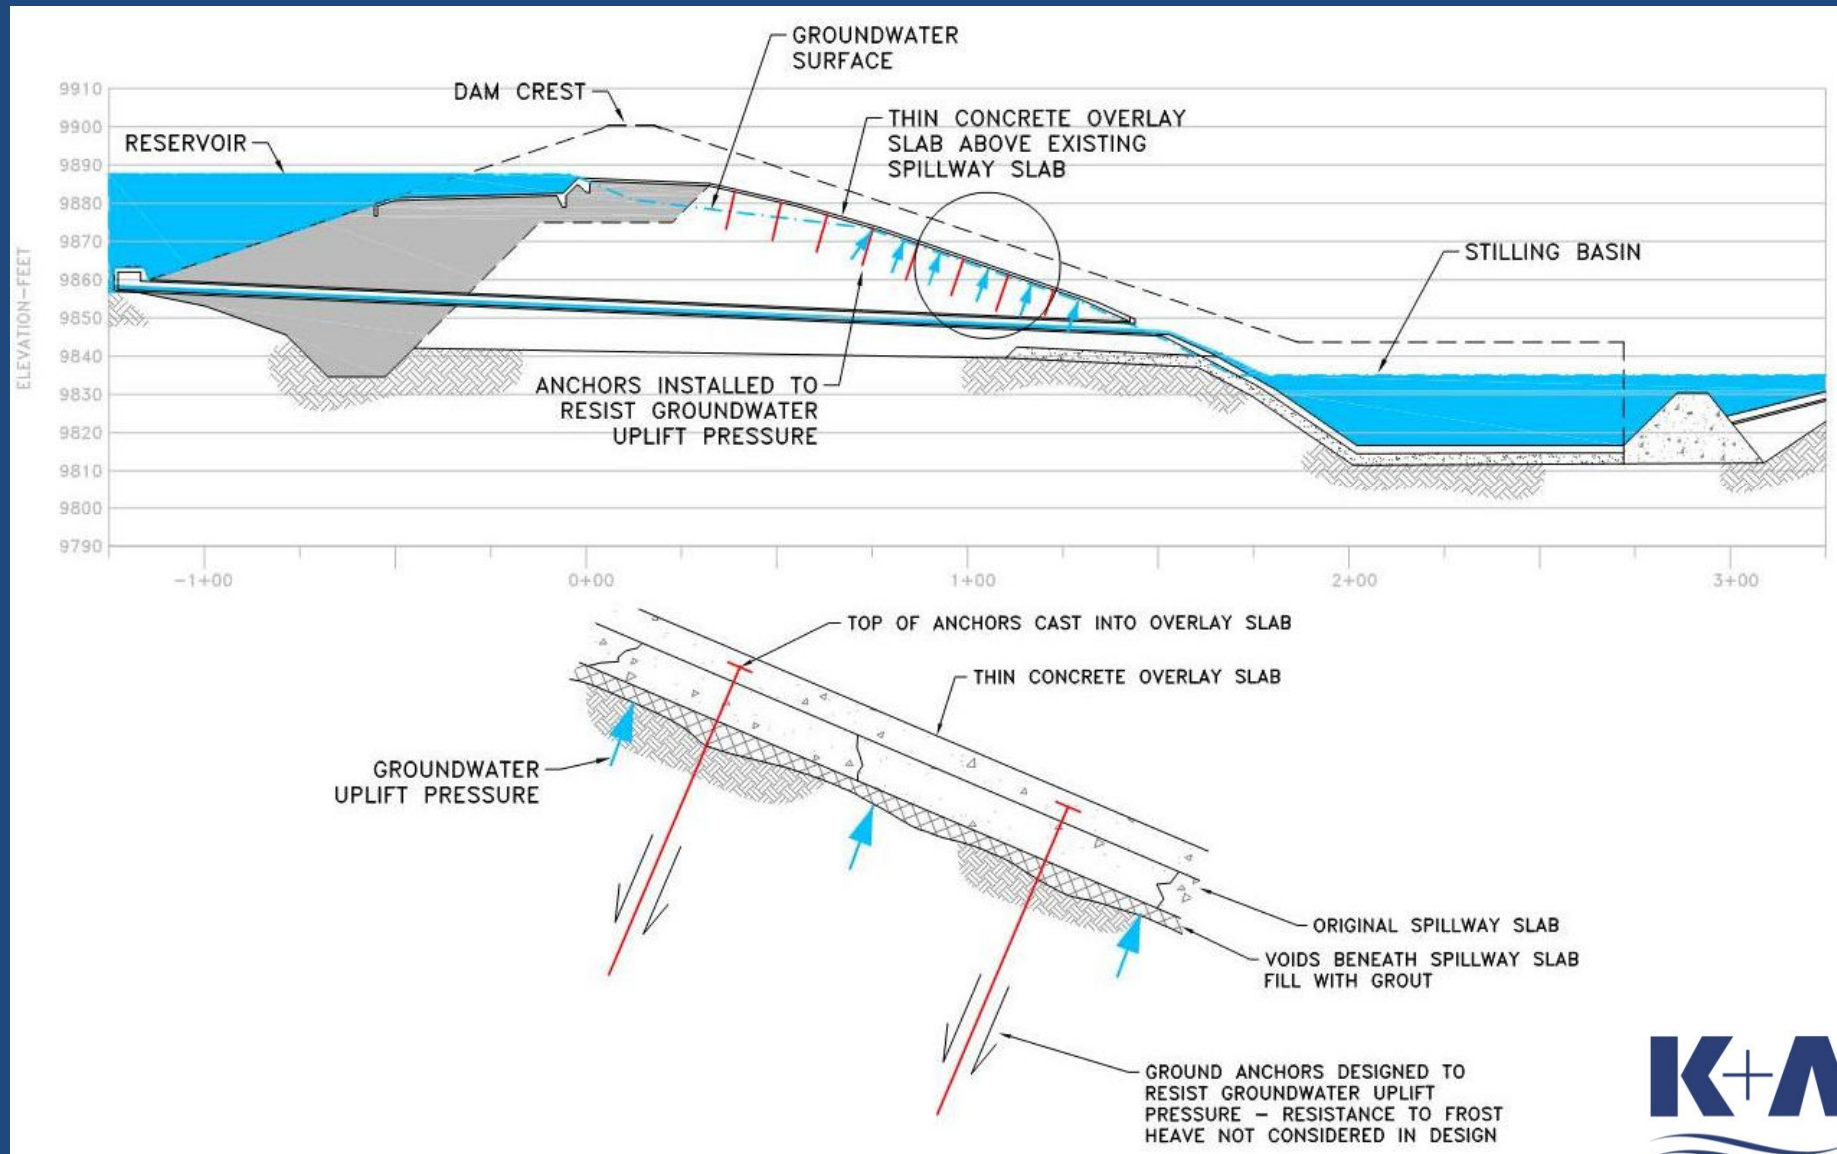 GROUNDWATER
SURFACE
DAM CREST
THIN CONCRETE OVERLAY
SLAB ABOVE EXISTING
SPILLWAY SLAB
RESERVOIR
STILLING BASIN
ANCHORS INSTALLED TO
RESIST GROUNDWATER
UPLIFT PRESSURE
ELEVATION-FEET
9910
9900
9890
9880
9870
9860
9850
9840
9830
9820
9810
9800
9790
-1+00
0+00
1+00
2+00
3+00
TOP OF ANCHORS CAST INTO OVERLAY SLAB
THIN CONCRETE OVERLAY SLAB
GROUNDWATER
UPLIFT PRESSURE
ORIGINAL SPILLWAY SLAB
VOIDS BENEATH SPILLWAY SLAB
FILL WITH GROUT
GROUND ANCHORS DESIGNED TO
RESIST GROUNDWATER UPLIFT
PRESSURE – RESISTANCE TO FROST
HEAVE NOT CONSIDERED IN DESIGN
K+A